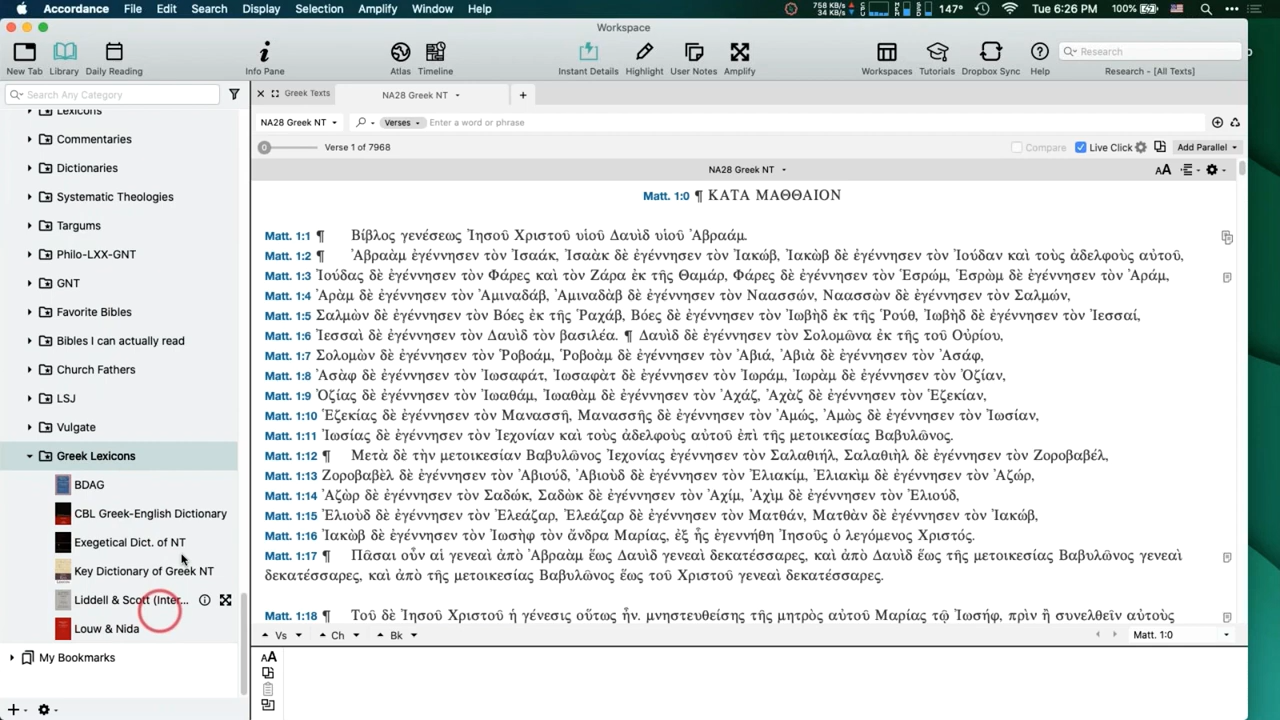 Accordance File Edit Search Display Selection Amplify Window Help 758 KB/s 34 KB/s 147° Tue 6:26 PM 100%
Workspace
New Tab Library Daily Reading Info Pane Atlas Timeline Instant Details Highlight User Notes Amplify Workspaces Tutorials Dropbox Sync Help Research
Research - [All Texts]
Search Any Category
Greek Texts NA28 Greek NT
NA28 Greek NT Verses Enter a word or phrase
Verse 1 of 7968 Compare Live Click Add Parallel
NA28 Greek NT
Lexicons
Commentaries
Dictionaries
Systematic Theologies
Targums
Philo-LXX-GNT
GNT
Favorite Bibles
Bibles I can actually read
Church Fathers
LSJ
Vulgate
Greek Lexicons
BDAG
CBL Greek-English Dictionary
Exegetical Dict. of NT
Key Dictionary of Greek NT
Liddell & Scott (Inter...
Louw & Nida
My Bookmarks
Matt. 1:0 ¶ ΚΑΤΑ ΜΑΘΘΑΙΟΝ
Matt. 1:1 ¶ Βίβλος γενέσεως Ἰησοῦ Χριστοῦ υἱοῦ Δαυὶδ υἱοῦ Ἀβραάμ.
Matt. 1:2 ¶ Ἀβραὰμ ἐγέννησεν τὸν Ἰσαάκ, Ἰσαὰκ δὲ ἐγέννησεν τὸν Ἰακώβ, Ἰακὼβ δὲ ἐγέννησεν τὸν Ἰούδαν καὶ τοὺς ἀδελφοὺς αὐτοῦ,
Matt. 1:3 Ἰούδας δὲ ἐγέννησεν τὸν Φάρες καὶ τὸν Ζάρα ἐκ τῆς Θαμάρ, Φάρες δὲ ἐγέννησεν τὸν Ἑσρώμ, Ἑσρὼμ δὲ ἐγέννησεν τὸν Ἀράμ,
Matt. 1:4 Ἀρὰμ δὲ ἐγέννησεν τὸν Ἀμιναδάβ, Ἀμιναδὰβ δὲ ἐγέννησεν τὸν Ναασσών, Ναασσὼν δὲ ἐγέννησεν τὸν Σαλμών,
Matt. 1:5 Σαλμὼν δὲ ἐγέννησεν τὸν Βόες ἐκ τῆς Ῥαχάβ, Βόες δὲ ἐγέννησεν τὸν Ἰωβὴδ ἐκ τῆς Ῥούθ, Ἰωβὴδ δὲ ἐγέννησεν τὸν Ἰεσσαί,
Matt. 1:6 Ἰεσσαὶ δὲ ἐγέννησεν τὸν Δαυὶδ τὸν βασιλέα. ¶ Δαυὶδ δὲ ἐγέννησεν τὸν Σολομῶνα ἐκ τῆς τοῦ Οὐρίου,
Matt. 1:7 Σολομὼν δὲ ἐγέννησεν τὸν Ῥοβοάμ, Ῥοβοὰμ δὲ ἐγέννησεν τὸν Ἀβιά, Ἀβιὰ δὲ ἐγέννησεν τὸν Ἀσάφ,
Matt. 1:8 Ἀσὰφ δὲ ἐγέννησεν τὸν Ἰωσαφάτ, Ἰωσαφὰτ δὲ ἐγέννησεν τὸν Ἰωράμ, Ἰωρὰμ δὲ ἐγέννησεν τὸν Ὀζίαν,
Matt. 1:9 Ὀζίας δὲ ἐγέννησεν τὸν Ἰωαθάμ, Ἰωαθὰμ δὲ ἐγέννησεν τὸν Ἀχάζ, Ἀχὰζ δὲ ἐγέννησεν τὸν Ἑζεκίαν,
Matt. 1:10 Ἑζεκίας δὲ ἐγέννησεν τὸν Μανασσῆ, Μανασσῆς δὲ ἐγέννησεν τὸν Ἀμώς, Ἀμὼς δὲ ἐγέννησεν τὸν Ἰωσίαν,
Matt. 1:11 Ἰωσίας δὲ ἐγέννησεν τὸν Ἰεχονίαν καὶ τοὺς ἀδελφοὺς αὐτοῦ ἐπὶ τῆς μετοικεσίας Βαβυλῶνος.
Matt. 1:12 ¶ Μετὰ δὲ τὴν μετοικεσίαν Βαβυλῶνος Ἰεχονίας ἐγέννησεν τὸν Σαλαθιήλ, Σαλαθιὴλ δὲ ἐγέννησεν τὸν Ζοροβαβέλ,
Matt. 1:13 Ζοροβαβὲλ δὲ ἐγέννησεν τὸν Ἀβιούδ, Ἀβιοὺδ δὲ ἐγέννησεν τὸν Ἐλιακίμ, Ἐλιακὶμ δὲ ἐγέννησεν τὸν Ἀζώρ,
Matt. 1:14 Ἀζὼρ δὲ ἐγέννησεν τὸν Σαδώκ, Σαδὼκ δὲ ἐγέννησεν τὸν Ἀχίμ, Ἀχὶμ δὲ ἐγέννησεν τὸν Ἐλιούδ,
Matt. 1:15 Ἐλιοὺδ δὲ ἐγέννησεν τὸν Ἐλεάζαρ, Ἐλεάζαρ δὲ ἐγέννησεν τὸν Ματθάν, Ματθὰν δὲ ἐγέννησεν τὸν Ἰακώβ,
Matt. 1:16 Ἰακὼβ δὲ ἐγέννησεν τὸν Ἰωσὴφ τὸν ἄνδρα Μαρίας, ἐξ ἧς ἐγεννήθη Ἰησοῦς ὁ λεγόμενος Χριστός.
Matt. 1:17 ¶ Πᾶσαι οὖν αἱ γενεαὶ ἀπὸ Ἀβραὰμ ἕως Δαυὶδ γενεαὶ δεκατέσσαρες, καὶ ἀπὸ Δαυὶδ ἕως τῆς μετοικεσίας Βαβυλῶνος γενεαὶ
δεκατέσσαρες, καὶ ἀπὸ τῆς μετοικεσίας Βαβυλῶνος ἕως τοῦ Χριστοῦ γενεαὶ δεκατέσσαρες.
Matt. 1:18 ¶ Τοῦ δὲ Ἰησοῦ Χριστοῦ ἡ γένεσις οὕτως ἦν. μνηστευθείσης τῆς μητρὸς αὐτοῦ Μαρίας τῷ Ἰωσήφ, πρὶν ἢ συνελθεῖν αὐτοὺς
Vs Ch Bk Matt. 1:0